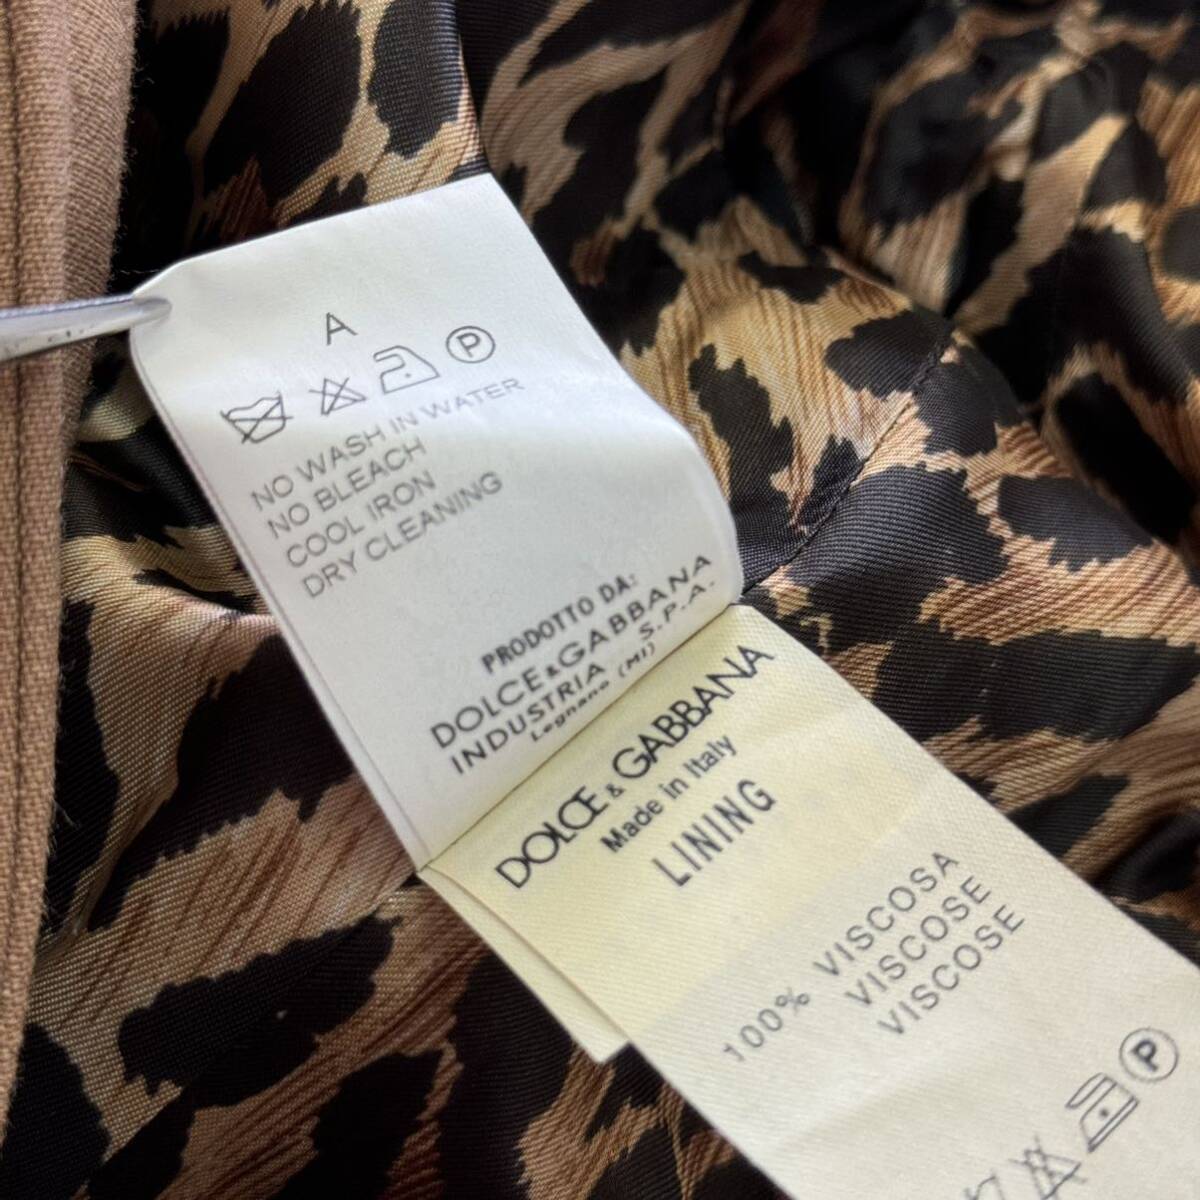 A
P
NO WASH IN WATER
NO BLEACH
COOL IRON
DRY CLEANING
PRODOTTO DA:
DOLCE&GABBANA
INDUSTRIA S.P.A.
Legnano (MI)
DOLCE & GABBANA
Made in Italy
LINING
100% VISCOSA
VISCOSE
VISCOSE
P